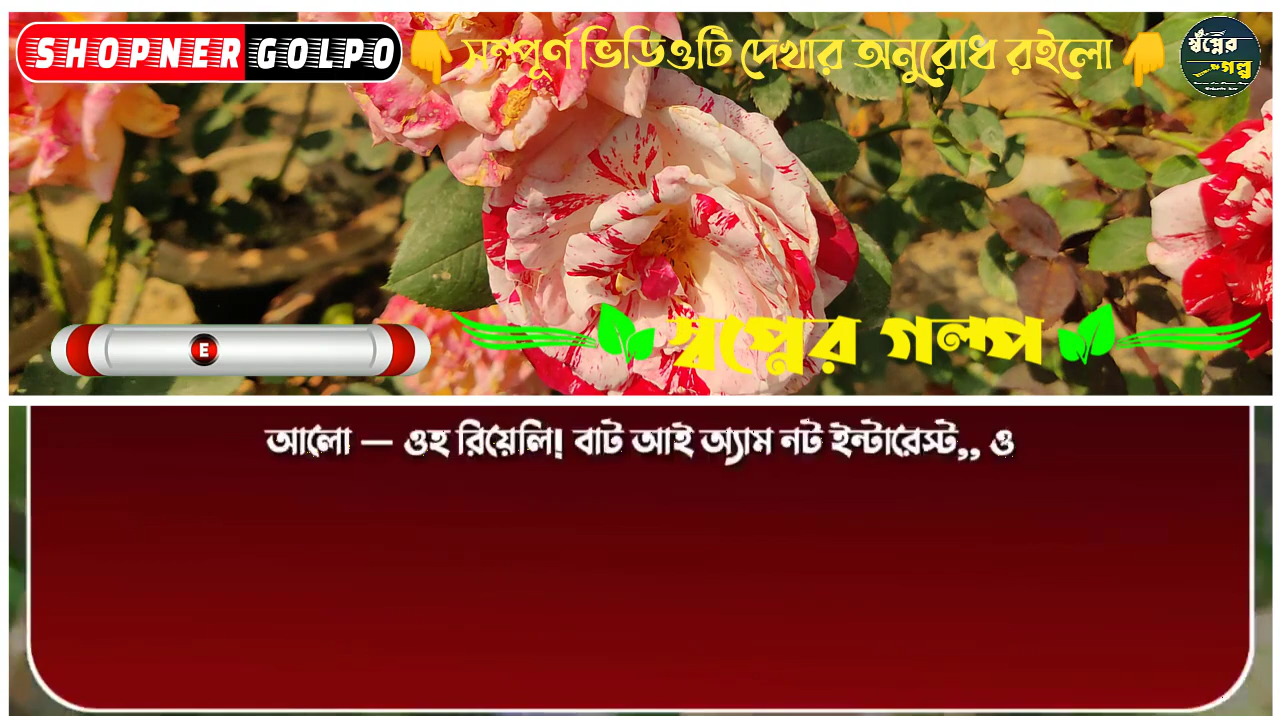 SHOPNER GOLPO
সম্পূর্ণ ভিডিওটি দেখার অনুরোধ রইলো
স্বপ্নের
গল্প
E
স্বপ্নের গল্প
আলো — ওহ রিয়েলি! বাট আই অ্যাম নট ইন্টারেস্ট,, ও